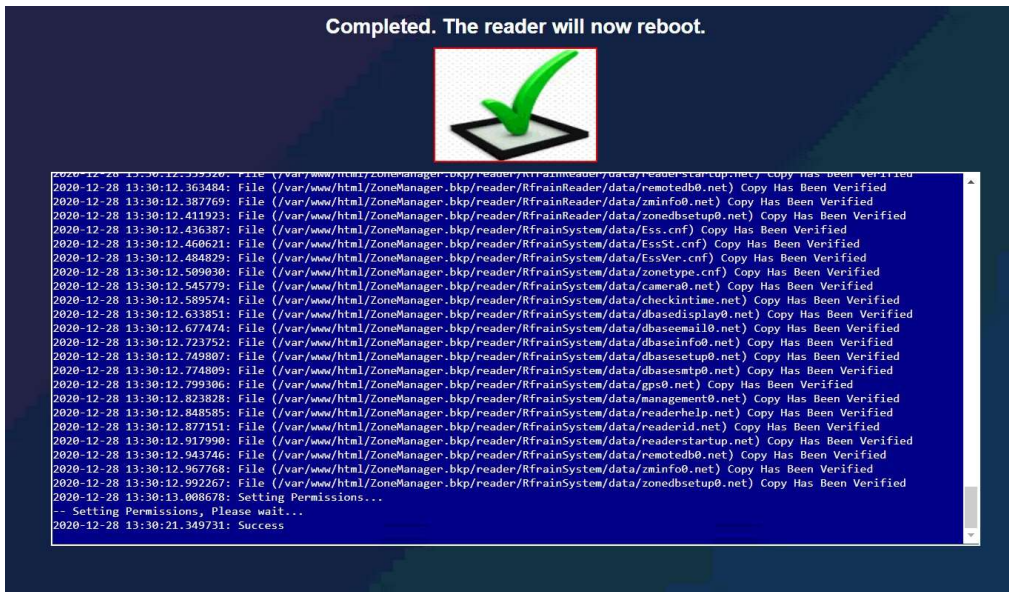 Completed. The reader will now reboot.
2020-12-28 13:30:12.339520: File (/var/www/html/ZoneManager.bkp/reader/RfrainReader/data/readerstartup.net) Copy Has Been Verified
2020-12-28 13:30:12.363484: File (/var/www/html/ZoneManager.bkp/reader/RfrainReader/data/remotedb0.net) Copy Has Been Verified
2020-12-28 13:30:12.387769: File (/var/www/html/ZoneManager.bkp/reader/RfrainReader/data/zminfo0.net) Copy Has Been Verified
2020-12-28 13:30:12.411923: File (/var/www/html/ZoneManager.bkp/reader/RfrainReader/data/zonedbsetup0.net) Copy Has Been Verified
2020-12-28 13:30:12.436387: File (/var/www/html/ZoneManager.bkp/reader/RfrainSystem/data/Ess.cnf) Copy Has Been Verified
2020-12-28 13:30:12.460621: File (/var/www/html/ZoneManager.bkp/reader/RfrainSystem/data/EssSt.cnf) Copy Has Been Verified
2020-12-28 13:30:12.484829: File (/var/www/html/ZoneManager.bkp/reader/RfrainSystem/data/EssVer.cnf) Copy Has Been Verified
2020-12-28 13:30:12.509030: File (/var/www/html/ZoneManager.bkp/reader/RfrainSystem/data/zonetype.cnf) Copy Has Been Verified
2020-12-28 13:30:12.545779: File (/var/www/html/ZoneManager.bkp/reader/RfrainSystem/data/camera0.net) Copy Has Been Verified
2020-12-28 13:30:12.589574: File (/var/www/html/ZoneManager.bkp/reader/RfrainSystem/data/checkintime.net) Copy Has Been Verified
2020-12-28 13:30:12.633851: File (/var/www/html/ZoneManager.bkp/reader/RfrainSystem/data/dbasedisplay0.net) Copy Has Been Verified
2020-12-28 13:30:12.677474: File (/var/www/html/ZoneManager.bkp/reader/RfrainSystem/data/dbaseemail0.net) Copy Has Been Verified
2020-12-28 13:30:12.723752: File (/var/www/html/ZoneManager.bkp/reader/RfrainSystem/data/dbaseinfo0.net) Copy Has Been Verified
2020-12-28 13:30:12.749807: File (/var/www/html/ZoneManager.bkp/reader/RfrainSystem/data/dbasesetup0.net) Copy Has Been Verified
2020-12-28 13:30:12.774809: File (/var/www/html/ZoneManager.bkp/reader/RfrainSystem/data/dbasesmtp0.net) Copy Has Been Verified
2020-12-28 13:30:12.799306: File (/var/www/html/ZoneManager.bkp/reader/RfrainSystem/data/gps0.net) Copy Has Been Verified
2020-12-28 13:30:12.823828: File (/var/www/html/ZoneManager.bkp/reader/RfrainSystem/data/management0.net) Copy Has Been Verified
2020-12-28 13:30:12.848585: File (/var/www/html/ZoneManager.bkp/reader/RfrainSystem/data/readerhelp.net) Copy Has Been Verified
2020-12-28 13:30:12.877151: File (/var/www/html/ZoneManager.bkp/reader/RfrainSystem/data/readerid.net) Copy Has Been Verified
2020-12-28 13:30:12.917990: File (/var/www/html/ZoneManager.bkp/reader/RfrainSystem/data/readerstartup.net) Copy Has Been Verified
2020-12-28 13:30:12.943746: File (/var/www/html/ZoneManager.bkp/reader/RfrainSystem/data/remotedb0.net) Copy Has Been Verified
2020-12-28 13:30:12.967768: File (/var/www/html/ZoneManager.bkp/reader/RfrainSystem/data/zminfo0.net) Copy Has Been Verified
2020-12-28 13:30:12.992267: File (/var/www/html/ZoneManager.bkp/reader/RfrainSystem/data/zonedbsetup0.net) Copy Has Been Verified
2020-12-28 13:30:13.008678: Setting Permissions...
-- Setting Permissions, Please wait...
2020-12-28 13:30:21.349731: Success